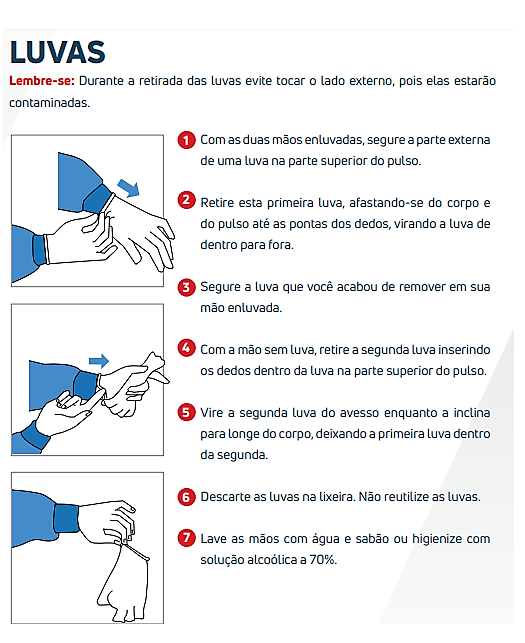 LUVAS
Lembre-se: Durante a retirada das luvas evite tocar o lado externo, pois elas estarão
contaminadas.
1 Com as duas mãos enluvadas, segure a parte externa
de uma luva na parte superior do pulso.
2 Retire esta primeira luva, afastando-se do corpo e
do pulso até as pontas dos dedos, virando a luva de
dentro para fora.
3 Segure a luva que você acabou de remover em sua
mão enluvada.
4 Com a mão sem luva, retire a segunda luva inserindo
os dedos dentro da luva na parte superior do pulso.
5 Vire a segunda luva do avesso enquanto a inclina
para longe do corpo, deixando a primeira luva dentro
da segunda.
6 Descarte as luvas na lixeira. Não reutilize as luvas.
7 Lave as mãos com água e sabão ou higienize com
solução alcoólica a 70%.